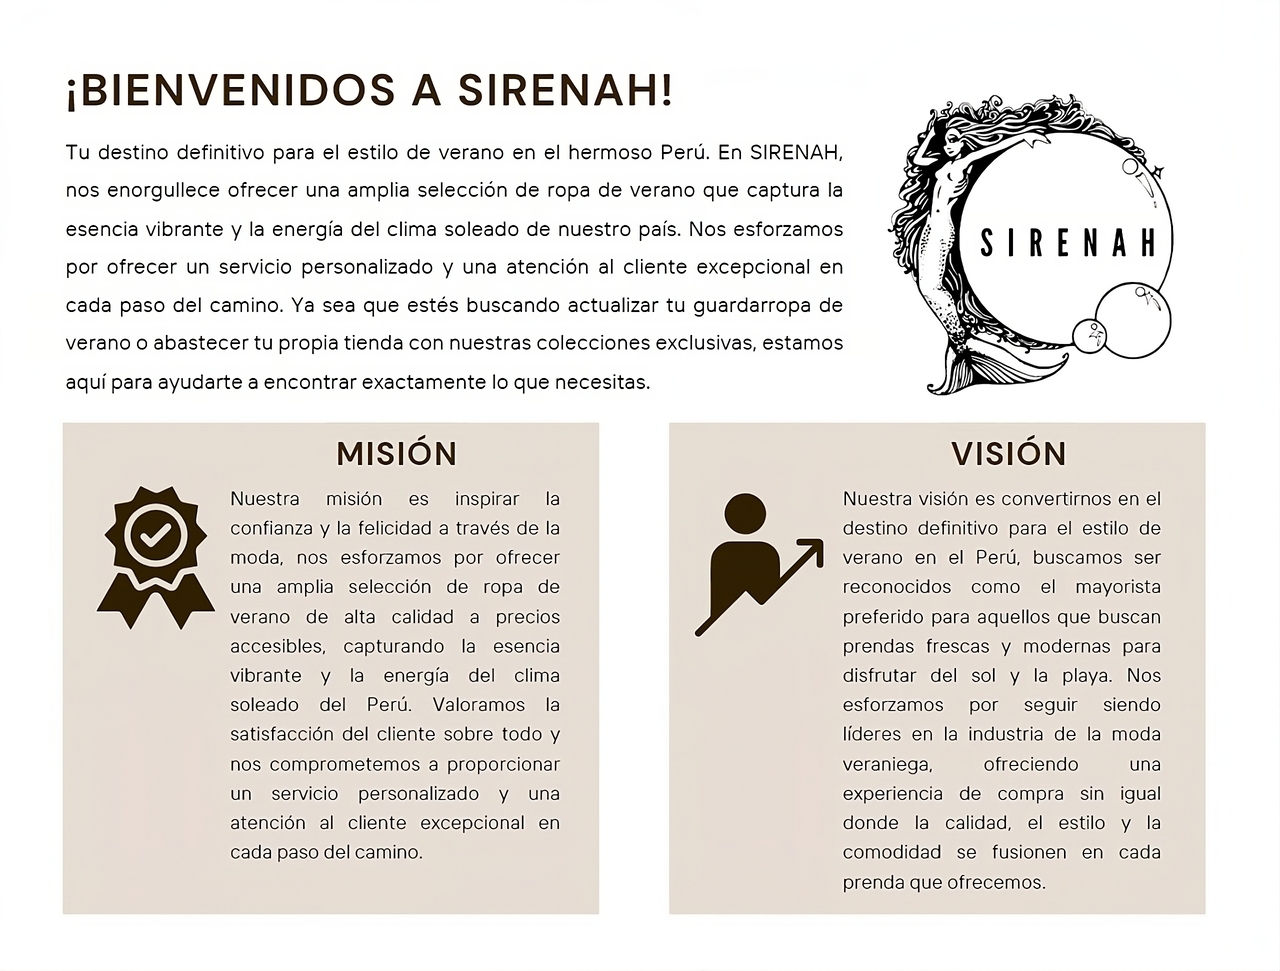 ¡BIENVENIDOS A SIRENAH!
Tu destino definitivo para el estilo de verano en el hermoso Perú. En SIRENAH,
nos enorgullece ofrecer una amplia selección de ropa de verano que captura la
esencia vibrante y la energía del clima soleado de nuestro país. Nos esforzamos
por ofrecer un servicio personalizado y una atención al cliente excepcional en
cada paso del camino. Ya sea que estés buscando actualizar tu guardarropa de
verano o abastecer tu propia tienda con nuestras colecciones exclusivas, estamos
aquí para ayudarte a encontrar exactamente lo que necesitas.
SIRENAH
MISIÓN
Nuestra misión es inspirar la
confianza y la felicidad a través de la
moda, nos esforzamos por ofrecer
una amplia selección de ropa de
verano de alta calidad a precios
accesibles, capturando la esencia
vibrante y la energía del clima
soleado del Perú. Valoramos la
satisfacción del cliente sobre todo y
nos comprometemos a proporcionar
un servicio personalizado y una
atención al cliente excepcional en
cada paso del camino.
VISIÓN
Nuestra visión es convertirnos en el
destino definitivo para el estilo de
verano en el Perú, buscamos ser
reconocidos como el mayorista
preferido para aquellos que buscan
prendas frescas y modernas para
disfrutar del sol y la playa. Nos
esforzamos por seguir siendo
líderes en la industria de la moda
veraniega, ofreciendo una
experiencia de compra sin igual
donde la calidad, el estilo y la
comodidad se fusionen en cada
prenda que ofrecemos.